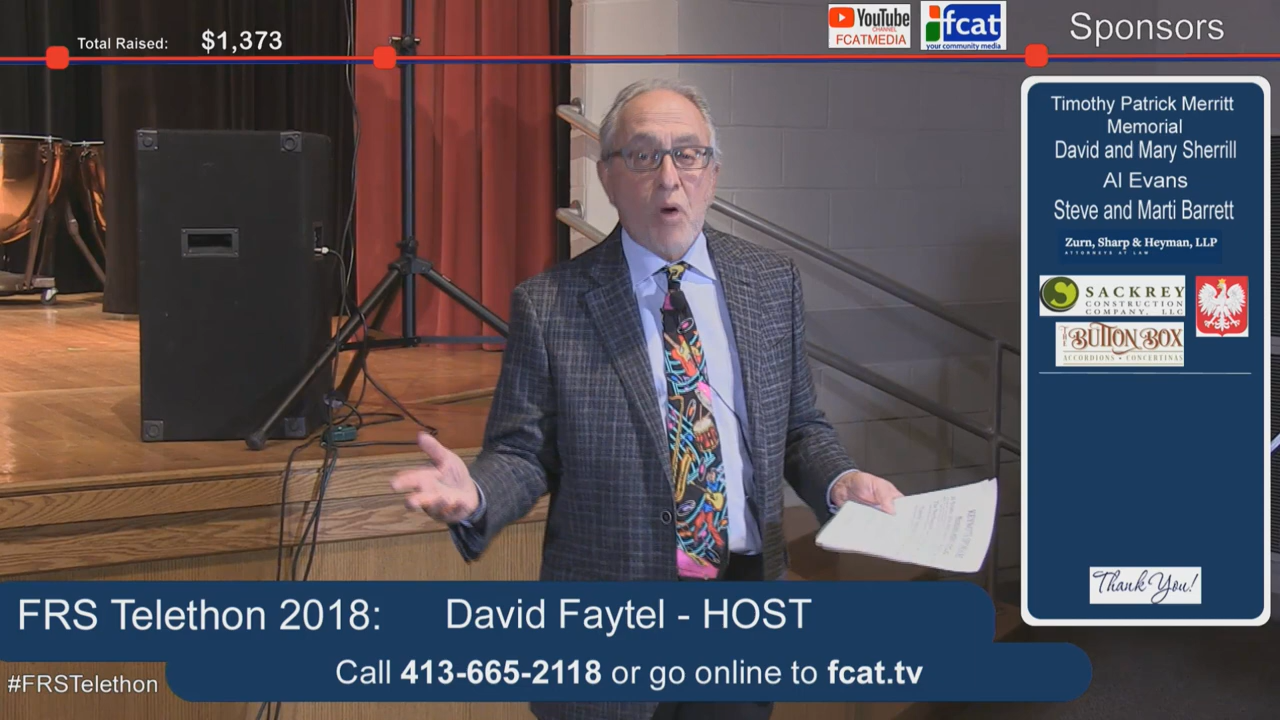 Total Raised: $1,373
YouTube
CHANNEL
FCATMEDIA
fcat
your community media
Sponsors
Timothy Patrick Merritt
Memorial
David and Mary Sherrill
Al Evans
Steve and Marti Barrett
Zurn, Sharp & Heyman, LLP
ATTORNEYS AT LAW
SACKREY
CONSTRUCTION
COMPANY, LLC
THE BUTTON BOX
ACCORDIONS • CONCERTINAS
Thank You!
FRS Telethon 2018: David Faytel - HOST
Call 413-665-2118 or go online to fcat.tv
#FRSTelethon